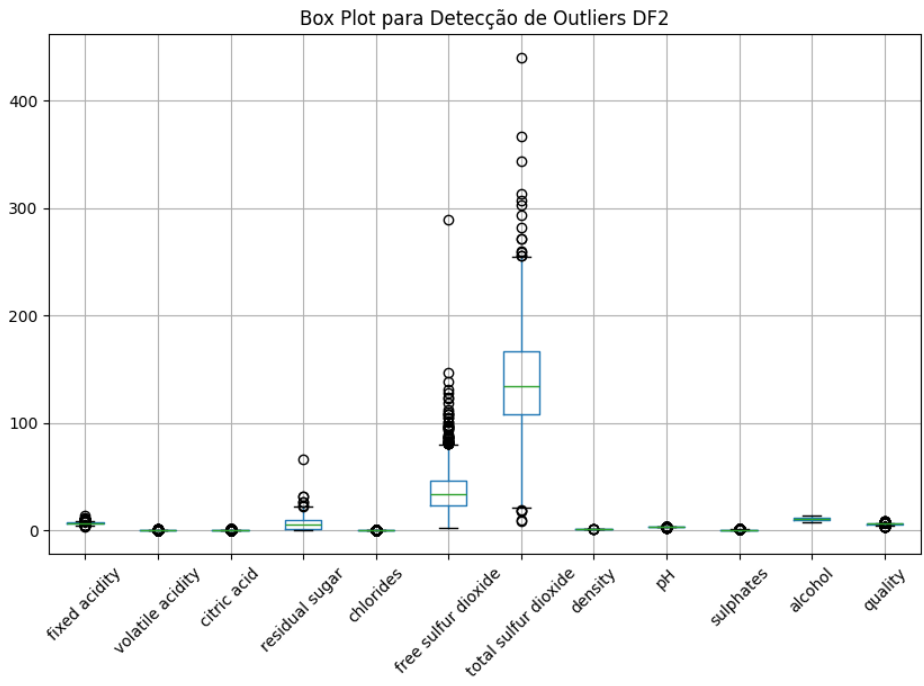 Box Plot para Detecção de Outliers DF2
400
300
200
100
0
fixed acidity
volatile acidity
citric acid
residual sugar
chlorides
free sulfur dioxide
total sulfur dioxide
density
pH
sulphates
alcohol
quality